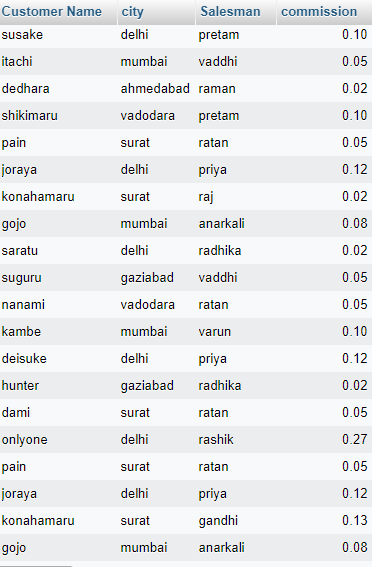 Customer Name city Salesman commission
susake delhi pretam 0.10
itachi mumbai vaddhi 0.05
dedhara ahmedabad raman 0.02
shikimaru vadodara pretam 0.10
pain surat ratan 0.05
joraya delhi priya 0.12
konahamaru surat raj 0.02
gojo mumbai anarkali 0.08
saratu delhi radhika 0.02
suguru gaziabad vaddhi 0.05
nanami vadodara ratan 0.05
kambe mumbai varun 0.10
deisuke delhi priya 0.12
hunter gaziabad radhika 0.02
dami surat ratan 0.05
onlyone delhi rashik 0.27
pain surat ratan 0.05
joraya delhi priya 0.12
konahamaru surat gandhi 0.13
gojo mumbai anarkali 0.08